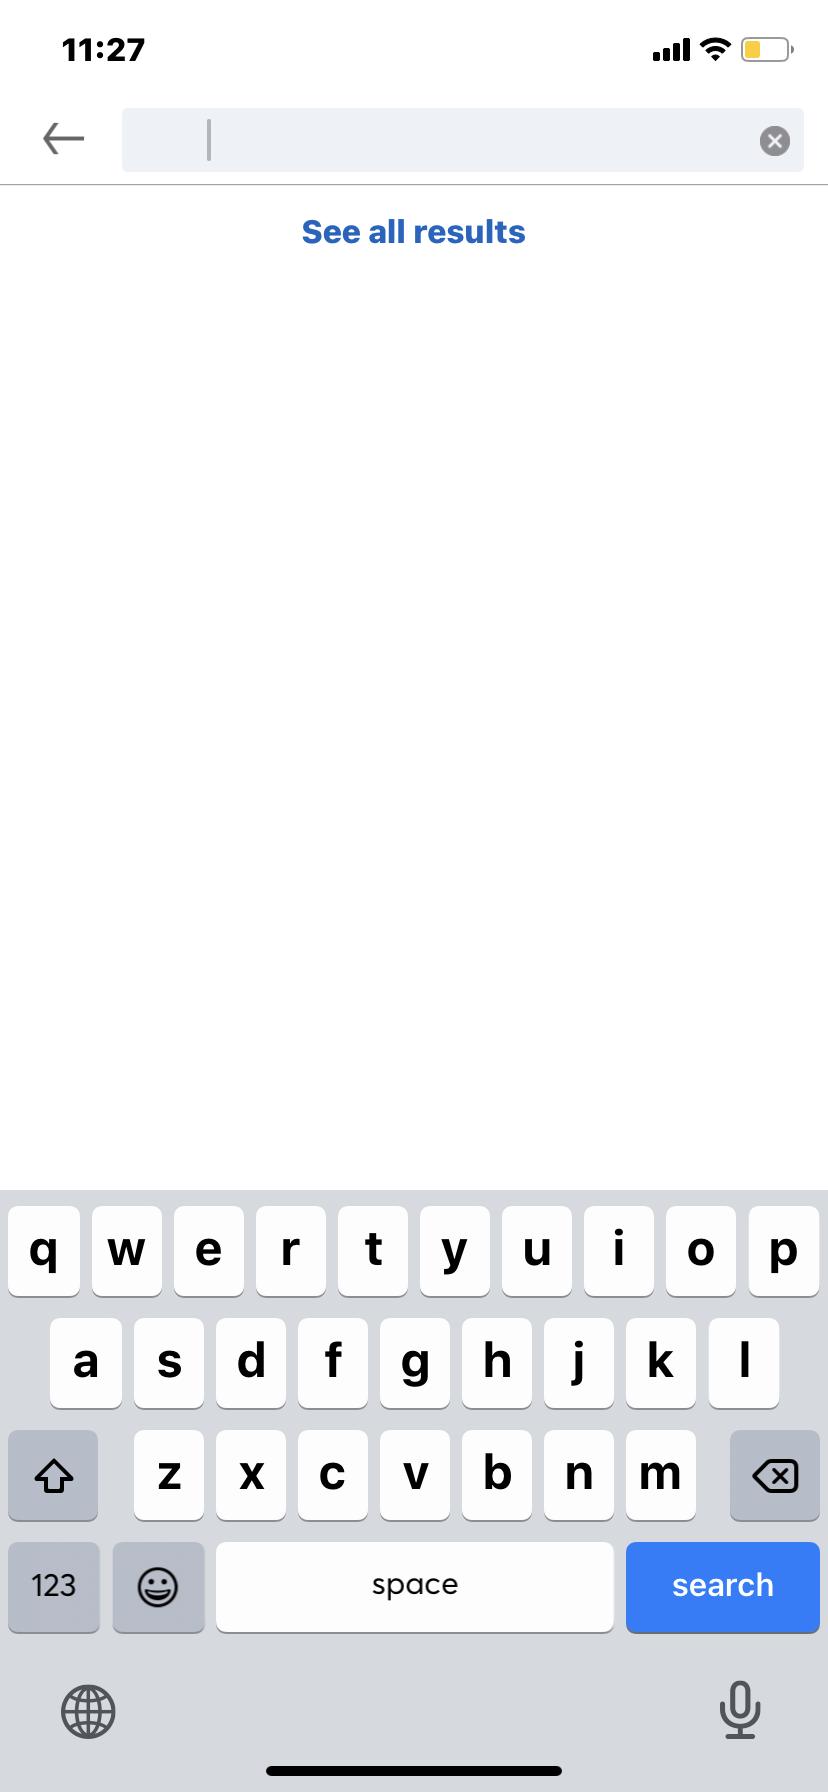 11:27
See all results
q w e r t y u i o p
a s d f g h j k l
z x c v b n m
123 space search